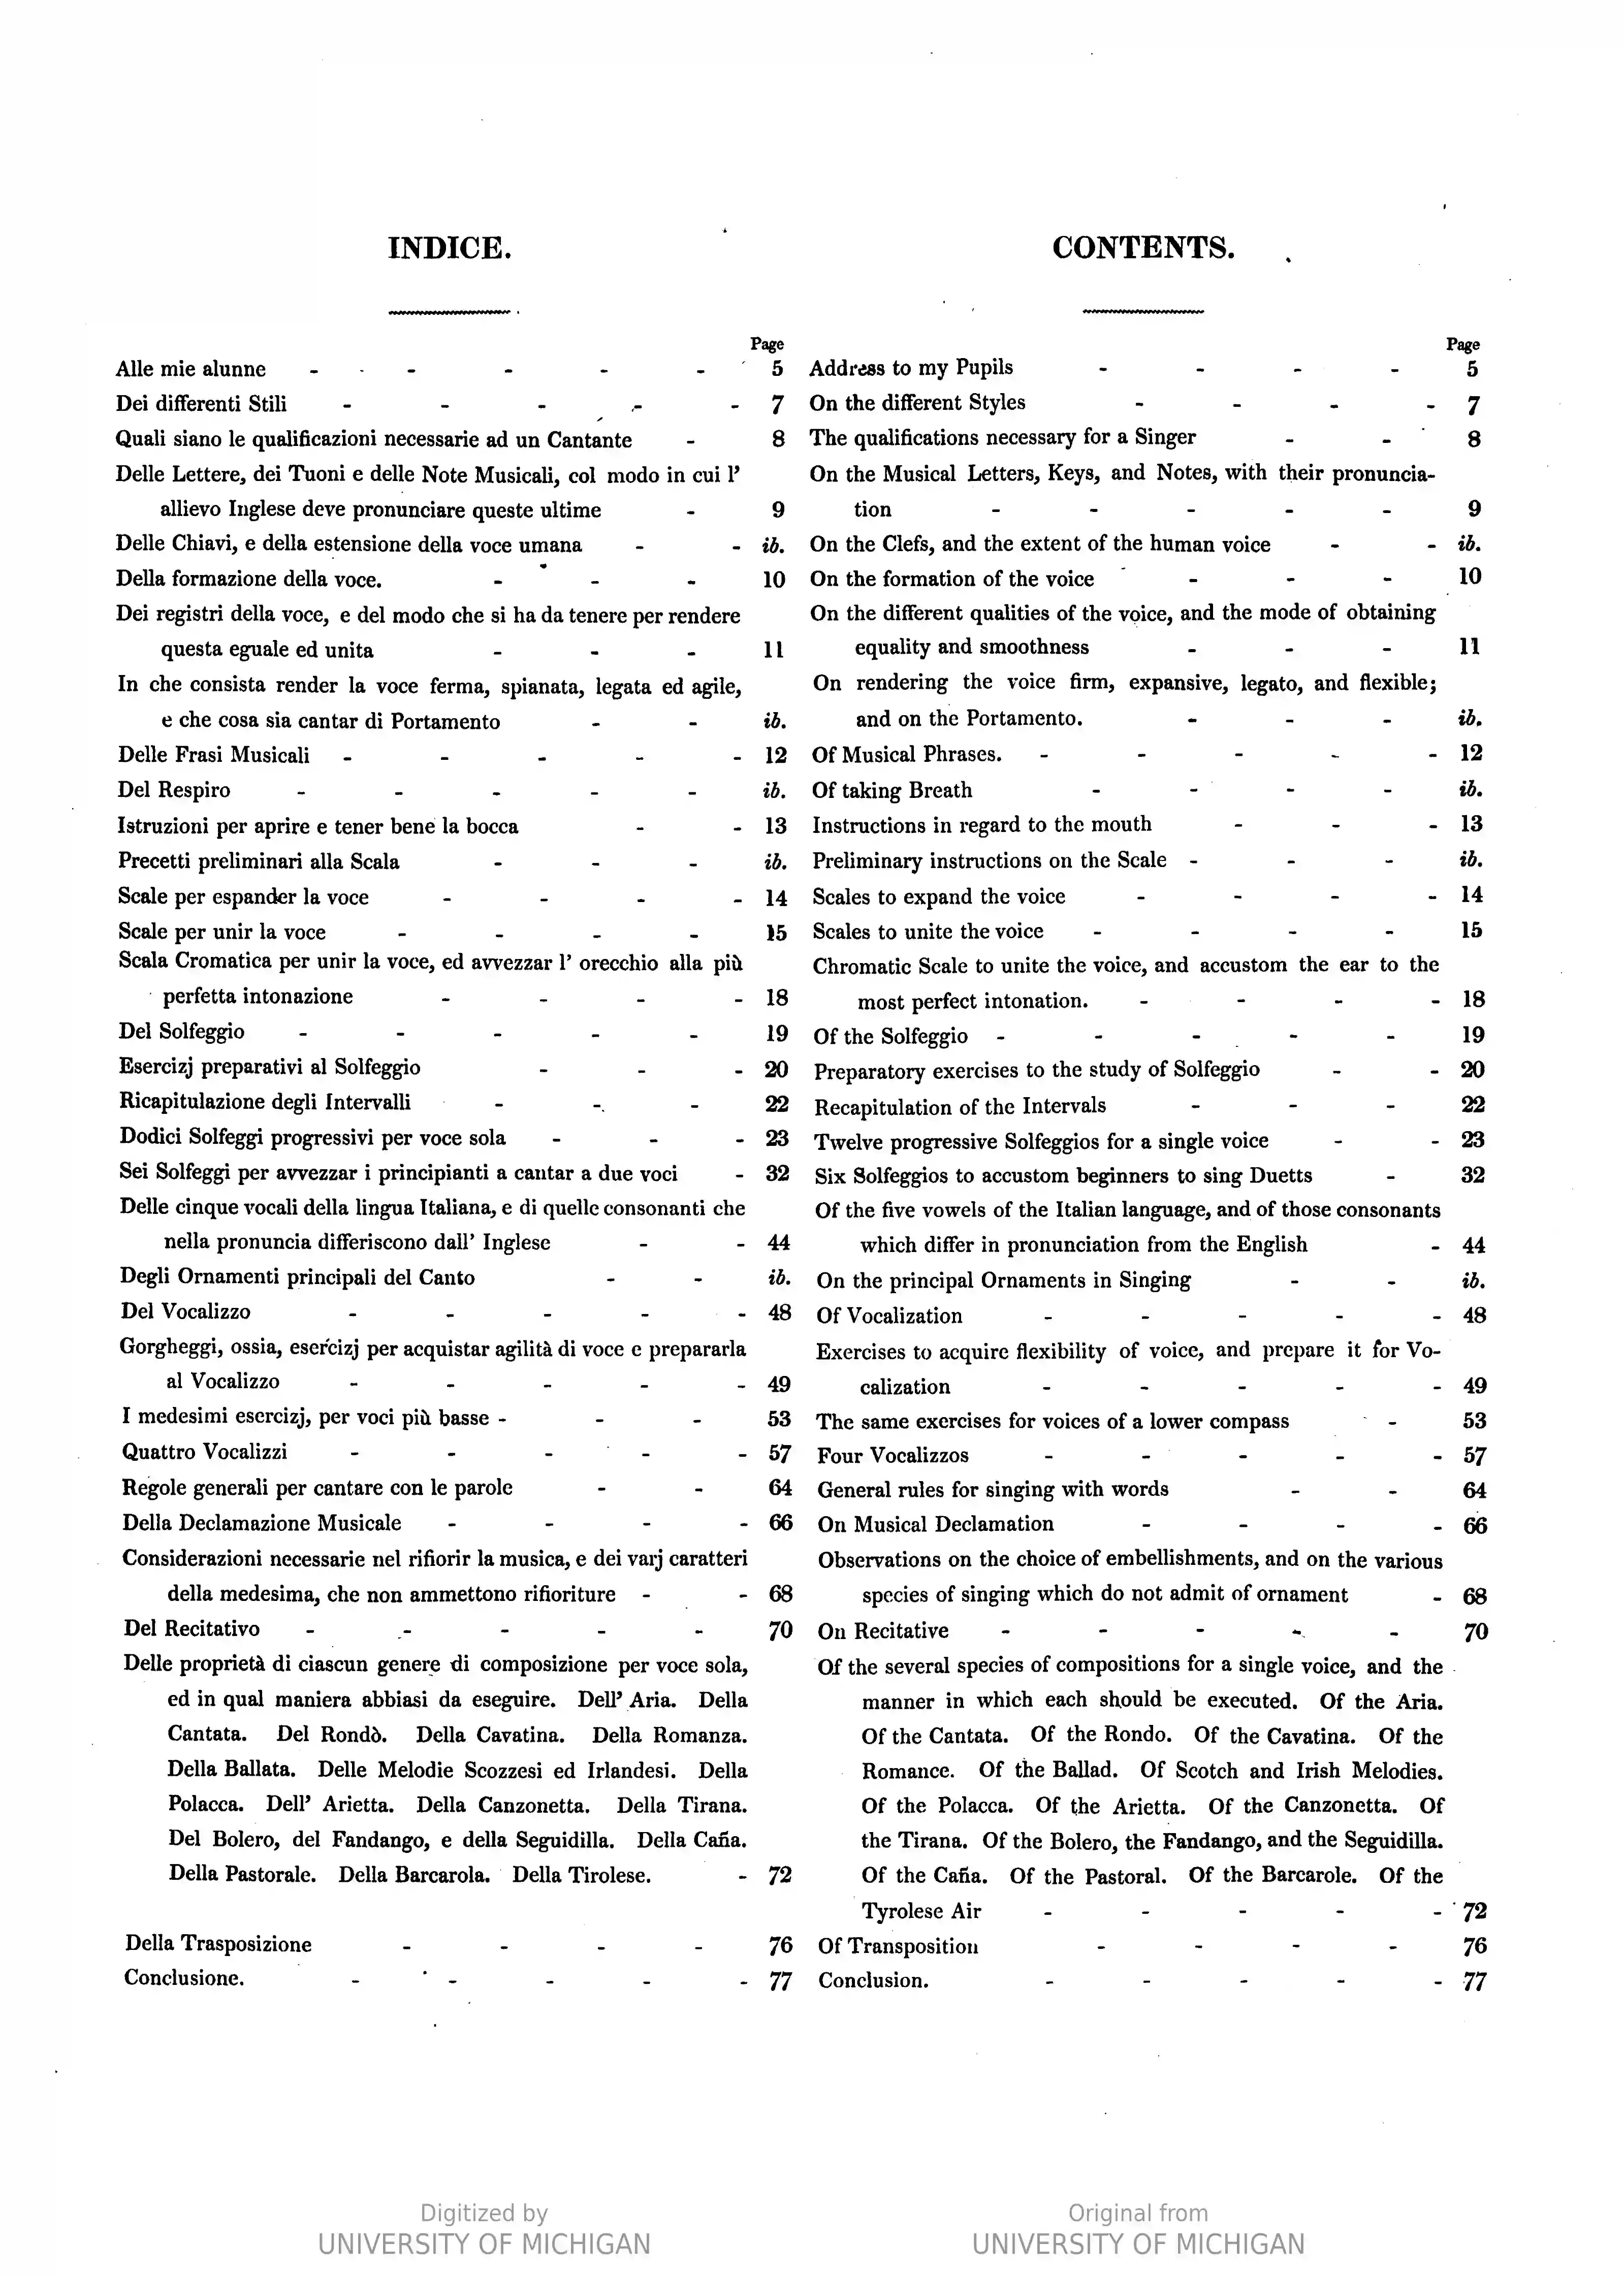 INDICE.
Page
Alle mie alunne - - - - - 5
Dei differenti Stili - - - - - 7
Quali siano le qualificazioni necessarie ad un Cantante - 8
Delle Lettere, dei Tuoni e delle Note Musicali, col modo in cui l'
allievo Inglese deve pronunciare queste ultime - 9
Delle Chiavi, e della estensione della voce umana - - ib.
Della formazione della voce. - - - 10
Dei registri della voce, e del modo che si ha da tenere per rendere
questa eguale ed unita - - - 11
In che consista render la voce ferma, spianata, legata ed agile,
e che cosa sia cantar di Portamento - - ib.
Delle Frasi Musicali - - - - - 12
Del Respiro - - - - - ib.
Istruzioni per aprire e tener bene la bocca - - 13
Precetti preliminari alla Scala - - - ib.
Scale per espander la voce - - - - 14
Scale per unir la voce - - - - 15
Scala Cromatica per unir la voce, ed avvezzar l' orecchio alla più
perfetta intonazione - - - - 18
Del Solfeggio - - - - - 19
Esercizj preparativi al Solfeggio - - - 20
Ricapitulazione degli Intervalli - - - 22
Dodici Solfeggi progressivi per voce sola - - - 23
Sei Solfeggi per avvezzar i principianti a cantar a due voci - 32
Delle cinque vocali della lingua Italiana, e di quelle consonanti che
nella pronuncia differiscono dall' Inglese - - 44
Degli Ornamenti principali del Canto - - ib.
Del Vocalizzo - - - - - 48
Gorgheggi, ossia, esercizj per acquistar agilità di voce e prepararla
al Vocalizzo - - - - - 49
I medesimi esercizj, per voci più basse - - - 53
Quattro Vocalizzi - - - - - 57
Regole generali per cantare con le parole - - 64
Della Declamazione Musicale - - - - 66
Considerazioni necessarie nel rifiorir la musica, e dei varj caratteri
della medesima, che non ammettono rifioriture - - 68
Del Recitativo - - - - - 70
Delle proprietà di ciascun genere di composizione per voce sola,
ed in qual maniera abbiasi da eseguire. Dell' Aria. Della
Cantata. Del Rondò. Della Cavatina. Della Romanza.
Della Ballata. Delle Melodie Scozzesi ed Irlandesi. Della
Polacca. Dell' Arietta. Della Canzonetta. Della Tirana.
Del Bolero, del Fandango, e della Seguidilla. Della Caña.
Della Pastorale. Della Barcarola. Della Tirolese. - 72
Della Trasposizione - - - - 76
Conclusione. - - - - - 77
CONTENTS.
Page
Address to my Pupils - - - - 5
On the different Styles - - - - 7
The qualifications necessary for a Singer - - 8
On the Musical Letters, Keys, and Notes, with their pronuncia-
tion - - - - - 9
On the Clefs, and the extent of the human voice - - ib.
On the formation of the voice - - - 10
On the different qualities of the voice, and the mode of obtaining
equality and smoothness - - - 11
On rendering the voice firm, expansive, legato, and flexible;
and on the Portamento. - - - ib.
Of Musical Phrases. - - - - - 12
Of taking Breath - - - - ib.
Instructions in regard to the mouth - - - 13
Preliminary instructions on the Scale - - - ib.
Scales to expand the voice - - - - 14
Scales to unite the voice - - - - 15
Chromatic Scale to unite the voice, and accustom the ear to the
most perfect intonation. - - - - 18
Of the Solfeggio - - - - - 19
Preparatory exercises to the study of Solfeggio - - 20
Recapitulation of the Intervals - - - 22
Twelve progressive Solfeggios for a single voice - - 23
Six Solfeggios to accustom beginners to sing Duetts - 32
Of the five vowels of the Italian language, and of those consonants
which differ in pronunciation from the English - 44
On the principal Ornaments in Singing - - ib.
Of Vocalization - - - - - 48
Exercises to acquire flexibility of voice, and prepare it for Vo-
calization - - - - - 49
The same exercises for voices of a lower compass - 53
Four Vocalizzos - - - - - 57
General rules for singing with words - - 64
On Musical Declamation - - - - 66
Observations on the choice of embellishments, and on the various
species of singing which do not admit of ornament - 68
On Recitative - - - - - 70
Of the several species of compositions for a single voice, and the
manner in which each should be executed. Of the Aria.
Of the Cantata. Of the Rondo. Of the Cavatina. Of the
Romance. Of the Ballad. Of Scotch and Irish Melodies.
Of the Polacca. Of the Arietta. Of the Canzonetta. Of
the Tirana. Of the Bolero, the Fandango, and the Seguidilla.
Of the Caña. Of the Pastoral. Of the Barcarole. Of the
Tyrolese Air - - - - - 72
Of Transposition - - - - 76
Conclusion. - - - - - 77
Digitized by
UNIVERSITY OF MICHIGAN
Original from
UNIVERSITY OF MICHIGAN